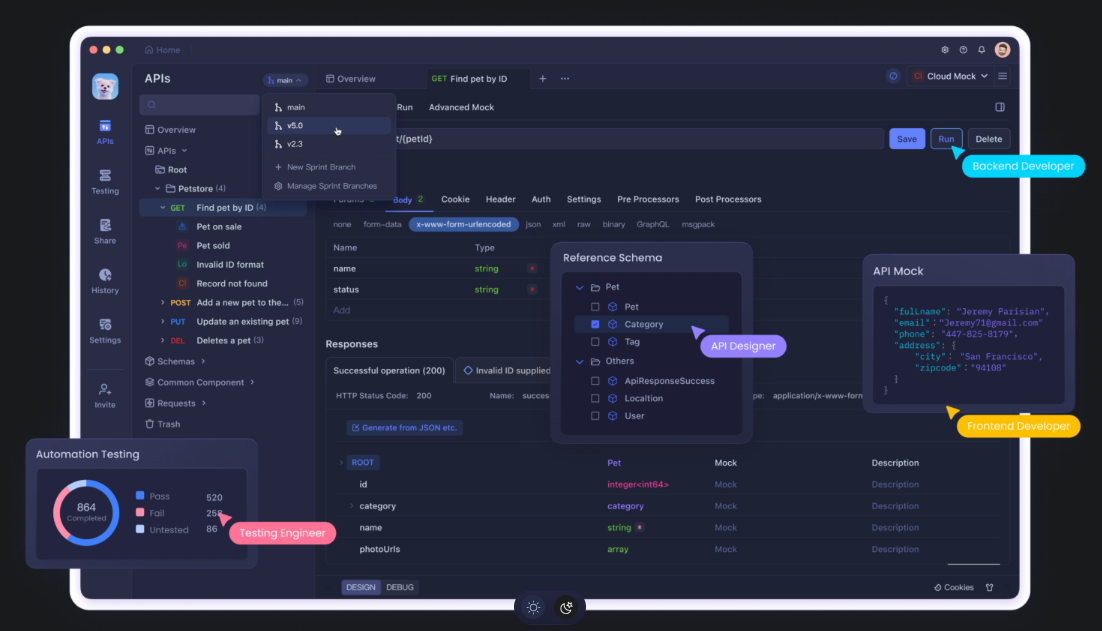 Home
APIs
main
Overview
GET Find pet by ID
Cloud Mock
main
v5.0
v2.3
New Sprint Branch
Manage Sprint Branches
Run
Advanced Mock
t/{petId}
Save
Run
Delete
Backend Developer
APIs
Testing
Share
History
Settings
Invite
Overview
APIs
Root
Petstore (4)
GET Find pet by ID (4)
Pet on sale
Pe Pet sold
Lo Invalid ID format
CI Record not found
POST Add a new pet to the... (5)
PUT Update an existing pet (9)
DEL Deletes a pet (3)
Schemas
Common Component
Requests
Trash
Body 2
Cookie
Header
Auth
Settings
Pre Processors
Post Processors
none
form-data
x-www-form-urlencoded
json
xml
raw
binary
GraphQL
msgpack
Name
Type
name
string *
status
string *
Add
Responses
Successful operation (200)
Invalid ID supplied
HTTP Status Code: 200
Name: succes
pe: application/x-www-forn
Generate from JSON etc.
ROOT
Pet
Mock
Description
id
integer<int64>
Mock
Description
category
category
Mock
Description
name
string *
Mock
Description
photoUrls
array
Mock
Description
DESIGN
DEBUG
Cookies
Reference Schema
Pet
Pet
Category
Tag
Others
ApiResponseSuccess
Localtion
User
API Designer
API Mock
{
"fulLname": "Jeremy Parisian",
"email": "Jeremy71@gmail.com"
"phone": "447-825-8179",
"address": {
"city": "San Francisco",
"zipcode": "94108"
}
}
Frontend Developer
Automation Testing
864
Completed
Pass 520
Fail 258
Untested 86
Testing Engineer